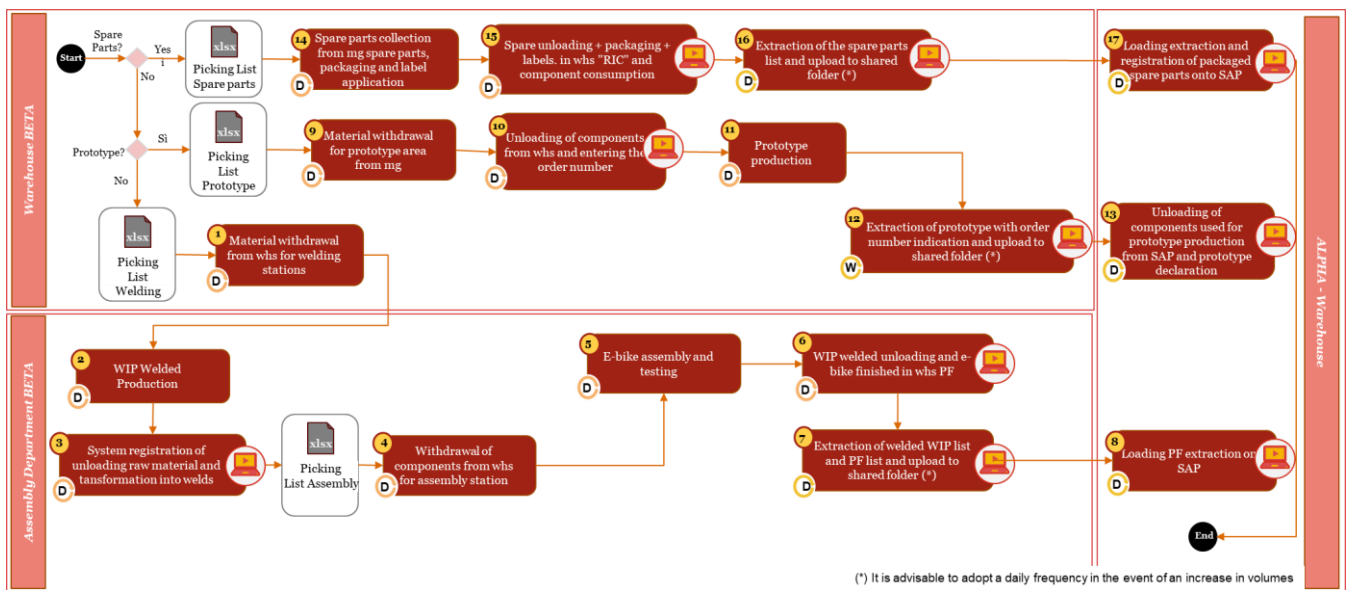 Warehouse BETA
Start
Spare
Parts?
Yes
i
No
xlsx
Picking List
Spare parts
14
Spare parts collection
from mg spare parts,
packaging and label
application
D
15
Spare unloading + packaging +
labels. in whs "RIC" and
component consumption
D
16
Extraction of the spare parts
list and upload to shared
folder (*)
D
17
Loading extraction and
registration of packaged
spare parts onto SAP
D
Prototype?
Sì
No
xlsx
Picking
List
Prototype
9
Material withdrawal
for prototype area
from mg
D
10
Unloading of components
from whs and entering the
order number
D
11
Prototype
production
D
12
Extraction of prototype with order
number indication and upload to
shared folder (*)
W
13
Unloading of
components used for
prototype production
from SAP and prototype
declaration
D
xlsx
Picking
List
Welding
1
Material withdrawal
from whs for welding
stations
D
ALPHA - Warehouse
Assembly Department BETA
2
WIP Welded
Production
D
3
System registration of
unloading raw material and
tansformation into welds
D
xlsx
Picking
List Assembly
4
Withdrawal of
components from whs
for assembly station
D
5
E-bike assembly and
testing
D
6
WIP welded unloading and e-
bike finished in whs PF
D
7
Extraction of welded WIP list
and PF list and upload to
shared folder (*)
D
8
Loading PF extraction on
SAP
D
End
(*) It is advisable to adopt a daily frequency in the event of an increase in volumes